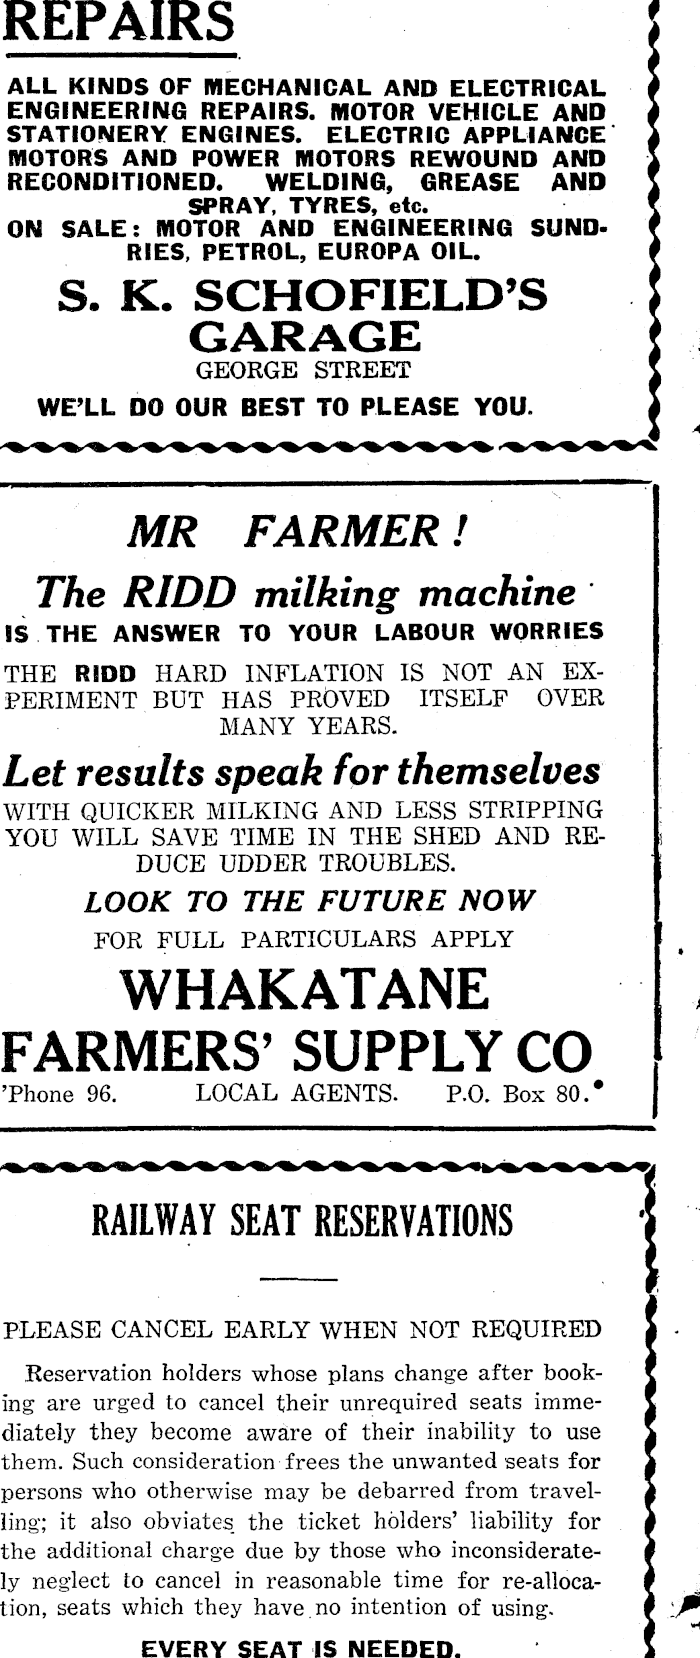 REPAIRS
ALL KINDS OF MECHANICAL AND ELECTRICAL
ENGINEERING REPAIRS. MOTOR VEHICLE AND
STATIONERY ENGINES. ELECTRIC APPLIANCE
MOTORS AND POWER MOTORS REWOUND AND
RECONDITIONED. WELDING, GREASE AND
SPRAY, TYRES, etc.
ON SALE: MOTOR AND ENGINEERING SUND-
RIES, PETROL, EUROPA OIL.
S. K. SCHOFIELD'S
GARAGE
GEORGE STREET
WE'LL DO OUR BEST TO PLEASE YOU.
MR FARMER!
The RIDD milking machine
IS THE ANSWER TO YOUR LABOUR WORRIES
THE RIDD HARD INFLATION IS NOT AN EX-
PERIMENT BUT HAS PROVED ITSELF OVER
MANY YEARS.
Let results speak for themselves
WITH QUICKER MILKING AND LESS STRIPPING
YOU WILL SAVE TIME IN THE SHED AND RE-
DUCE UDDER TROUBLES.
LOOK TO THE FUTURE NOW
FOR FULL PARTICULARS APPLY
WHAKATANE
FARMERS' SUPPLY CO
'Phone 96. LOCAL AGENTS. P.O. Box 80.
RAILWAY SEAT RESERVATIONS
PLEASE CANCEL EARLY WHEN NOT REQUIRED
Reservation holders whose plans change after book-
ing are urged to cancel their unrequired seats imme-
diately they become aware of their inability to use
them. Such consideration frees the unwanted seats for
persons who otherwise may be debarred from travel-
ling; it also obviates the ticket holders' liability for
the additional charge due by those who inconsiderate-
ly neglect to cancel in reasonable time for re-alloca-
tion, seats which they have no intention of using.
EVERY SEAT IS NEEDED.